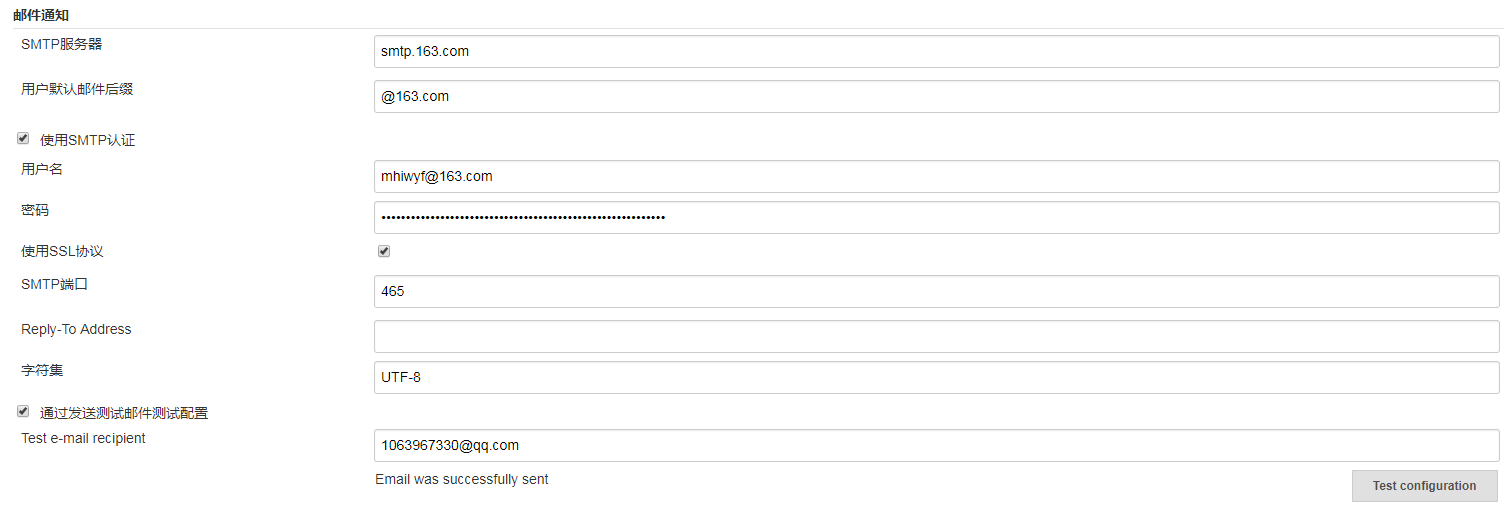 邮件通知
SMTP服务器
smtp.163.com
用户默认邮件后缀
@163.com
使用SMTP认证
用户名
mhiwyf@163.com
密码
••••••••••••••••••••••••••••••••••••••••••••••••••••••••••
使用SSL协议
SMTP端口
465
Reply-To Address
字符集
UTF-8
通过发送测试邮件测试配置
Test e-mail recipient
1063967330@qq.com
Email was successfully sent
Test configuration